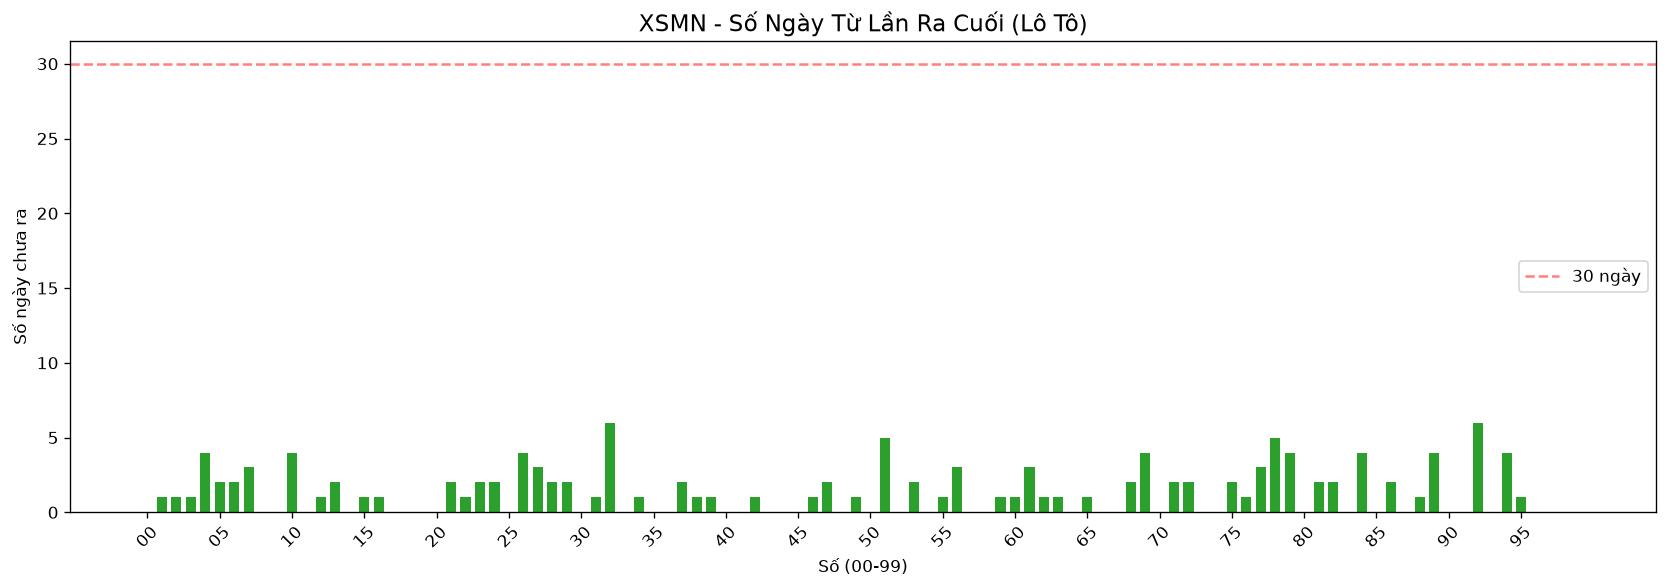 XSMN - Số Ngày Từ Lần Ra Cuối (Lô Tô)
Số ngày chưa ra
30
25
20
15
10
5
0
30 ngày
00 05 10 15 20 25 30 35 40 45 50 55 60 65 70 75 80 85 90 95
Số (00-99)